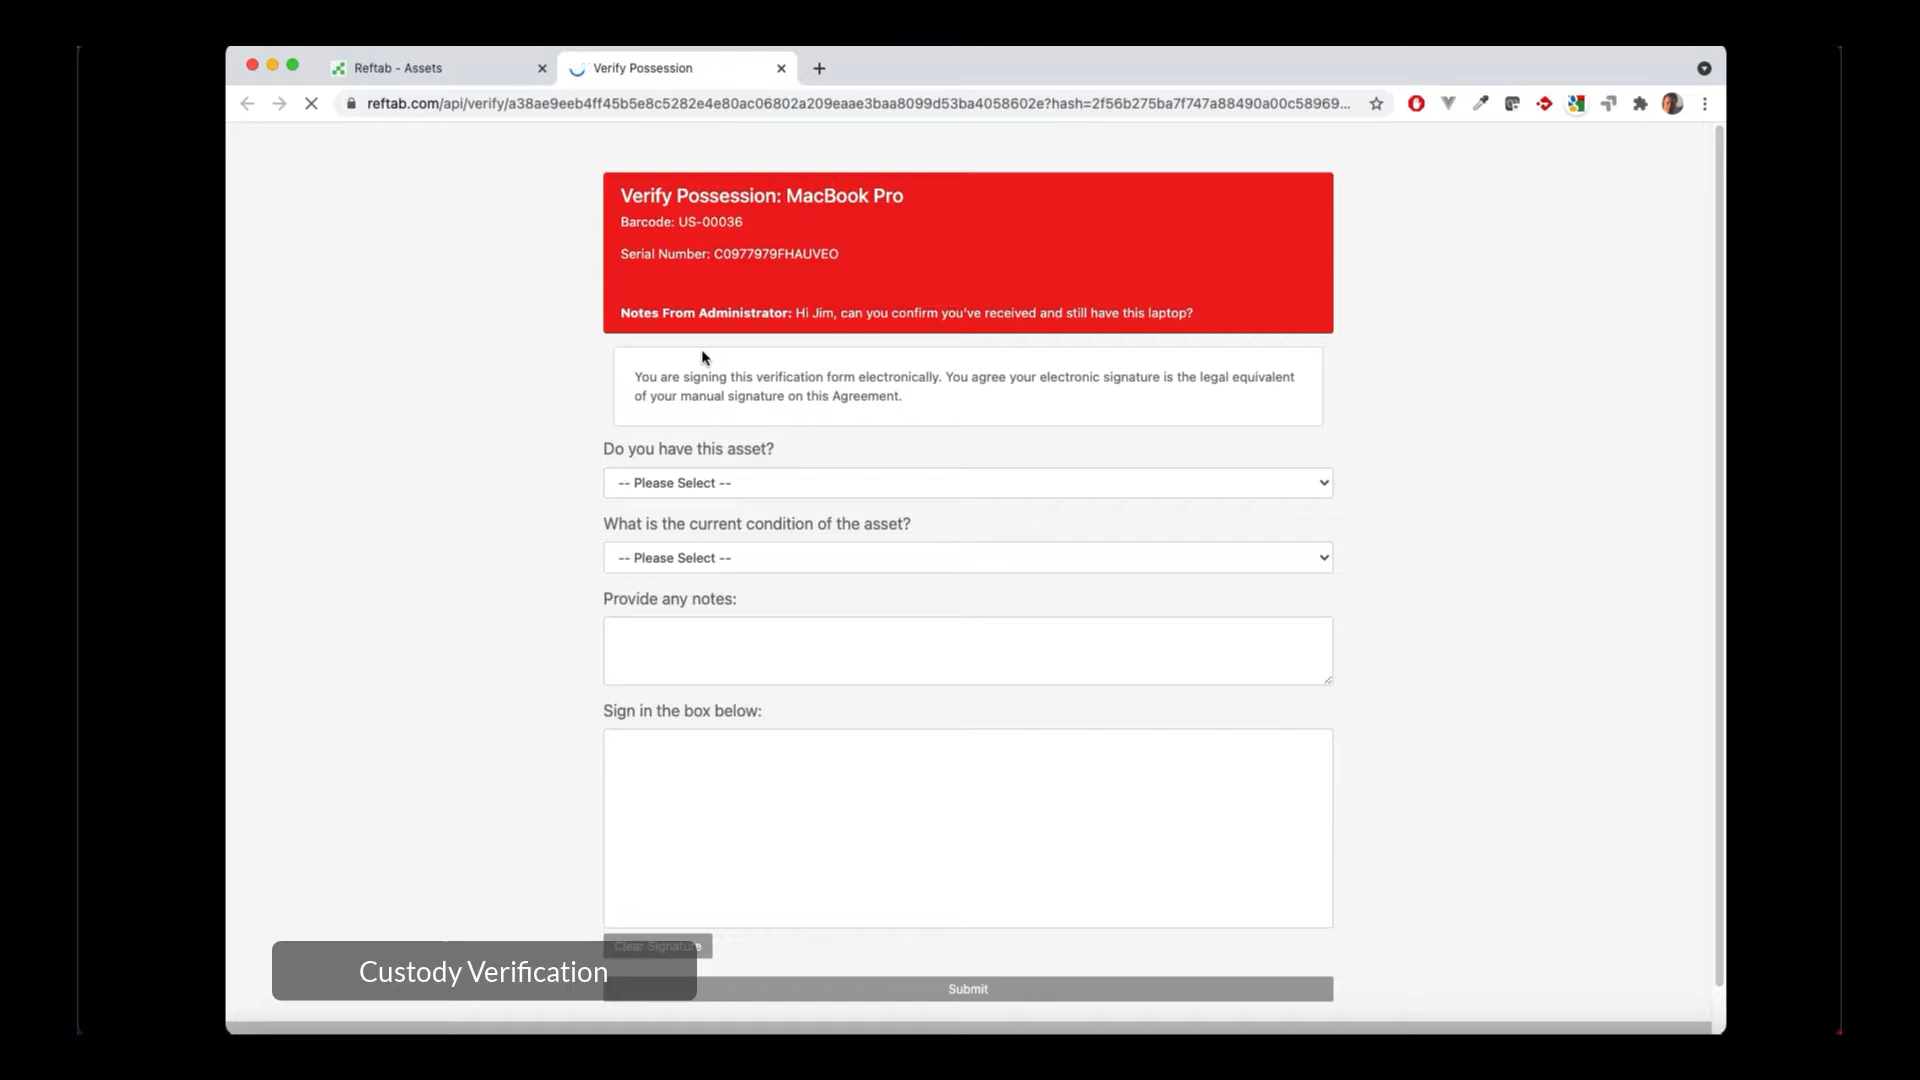 Reftab - Assets
Verify Possession
reftab.com/api/verify/a38ae9eeb4ff45b5e8c5282e4e80ac06802a209eaae3baa8099d53ba4058602e?hash=2f56b275ba7f747a88490a00c58969...
Verify Possession: MacBook Pro
Barcode: US-00036
Serial Number: C0977979FHAUVEO
Notes From Administrator: Hi Jim, can you confirm you've received and still have this laptop?
You are signing this verification form electronically. You agree your electronic signature is the legal equivalent
of your manual signature on this Agreement.
Do you have this asset?
-- Please Select --
What is the current condition of the asset?
-- Please Select --
Provide any notes:
Sign in the box below:
Clear Signature
Custody Verification
Submit